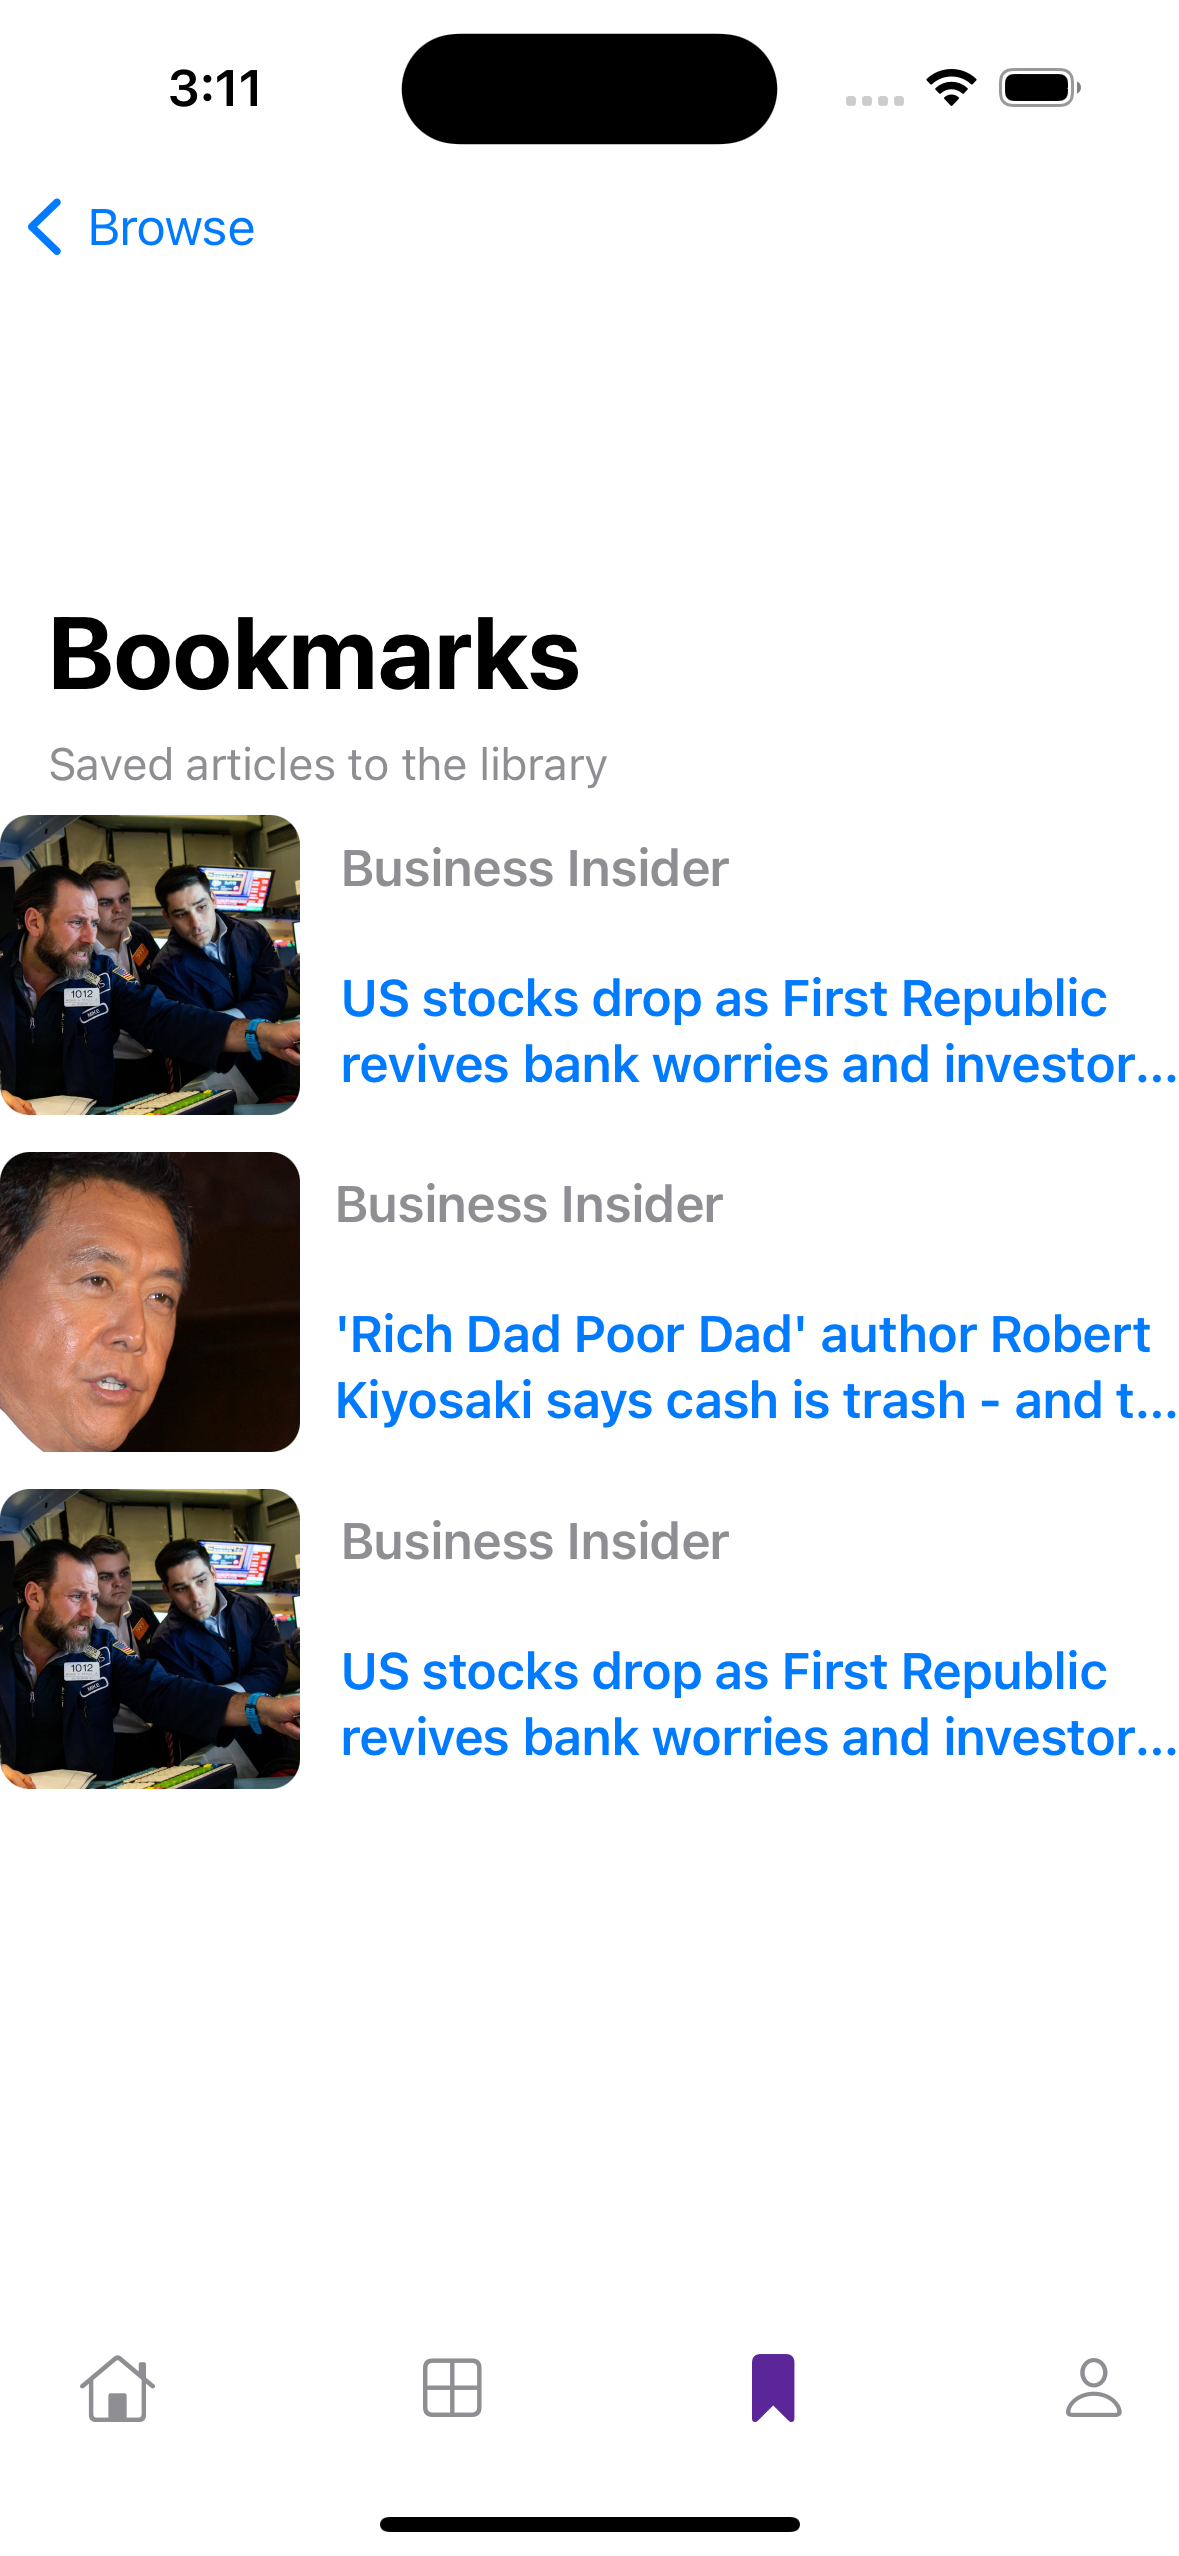 3:11
Browse
Bookmarks
Saved articles to the library
Business Insider
US stocks drop as First Republic
revives bank worries and investor...
1012
Business Insider
'Rich Dad Poor Dad' author Robert
Kiyosaki says cash is trash - and t...
Business Insider
US stocks drop as First Republic
revives bank worries and investor...
1012